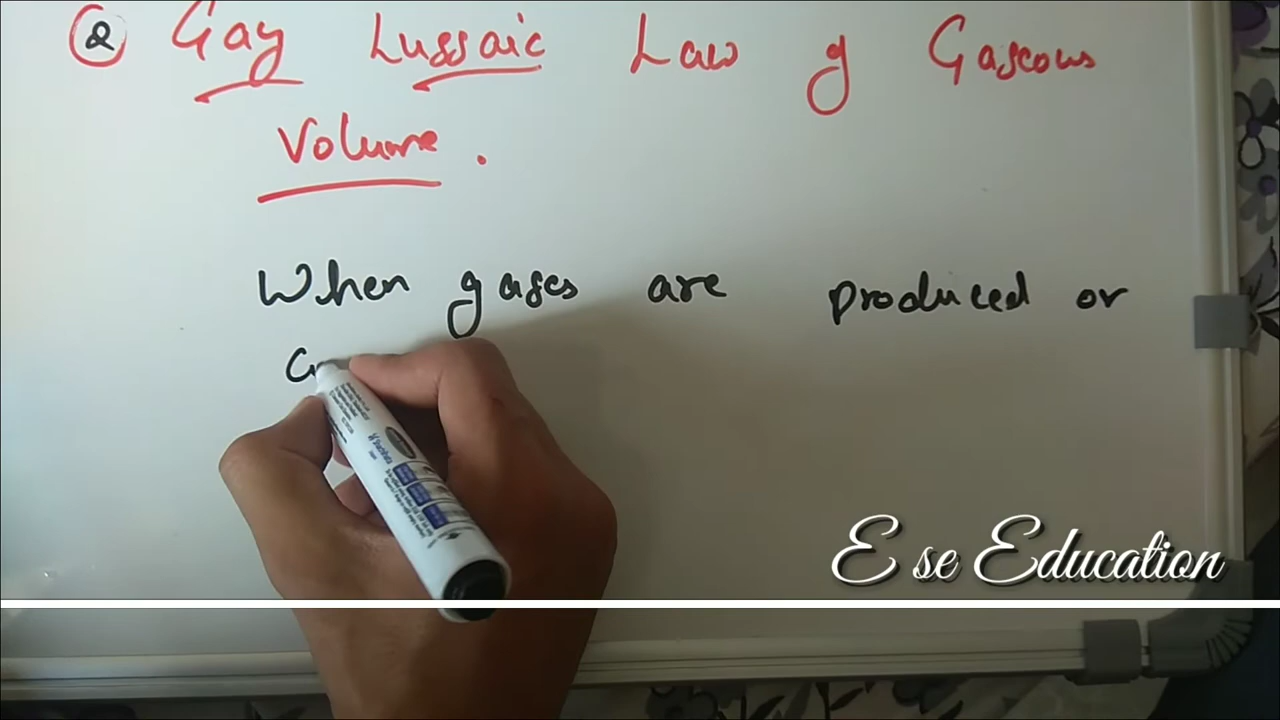 2 Gay Lussaic Law of Gaseous
Volume.
When gases are produced or
E se Education